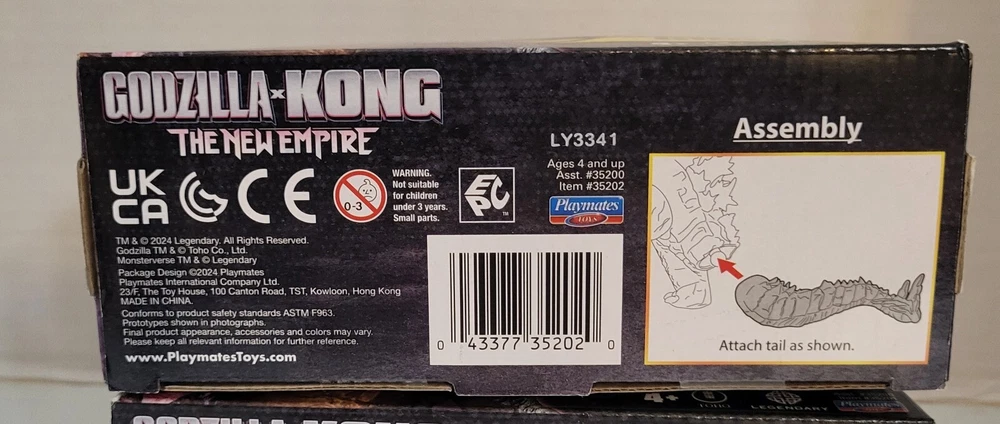 GODZILLA x KONG
THE NEW EMPIRE
UK
CA
CE
0-3
WARNING.
Not suitable
for children
under 3 years.
Small parts.
EPC
TM
LY3341
Ages 4 and up
Asst. #35200
Item #35202
Playmates
TOYS
Assembly
Attach tail as shown.
TM & © 2024 Legendary. All Rights Reserved.
Godzilla TM & © Toho Co., Ltd.
Monsterverse TM & © Legendary
Package Design ©2024 Playmates
Playmates International Company Ltd.
23/F, The Toy House, 100 Canton Road, TST, Kowloon, Hong Kong
MADE IN CHINA.
Conforms to product safety standards ASTM F963.
Prototypes shown in photographs.
Final product appearance, accessories and colors may vary.
Please keep all relevant information for further reference.
www.PlaymatesToys.com
0 43377 35202 0
4+
TOHO
LEGENDARY
Playmates